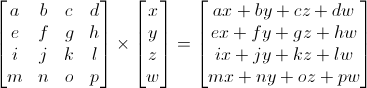 a b c d x ax + by + cz + dw
e f g h × y = ex + fy + gz + hw
i j k l z ix + jy + kz + lw
m n o p w mx + ny + oz + pw